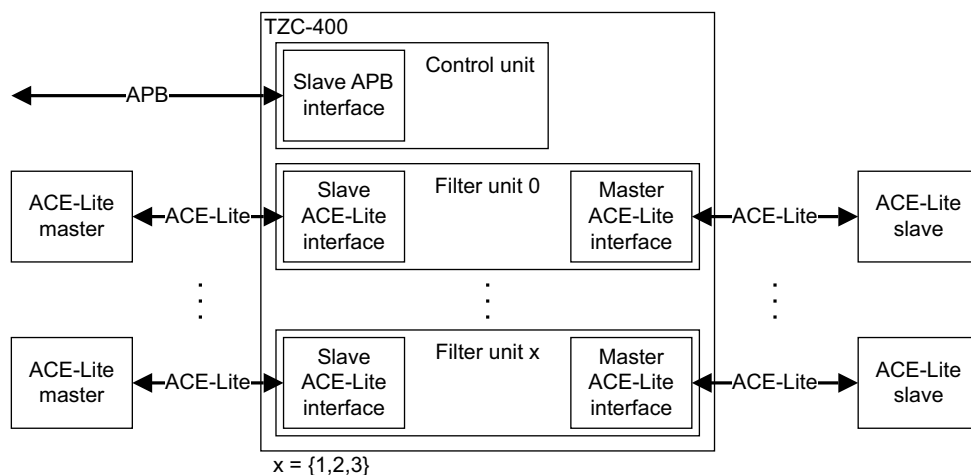 TZC-400
Control unit
Slave APB
interface
APB
Filter unit 0
ACE-Lite
master
ACE-Lite
Slave
ACE-Lite
interface
Master
ACE-Lite
interface
ACE-Lite
ACE-Lite
slave
Filter unit x
ACE-Lite
master
ACE-Lite
Slave
ACE-Lite
interface
Master
ACE-Lite
interface
ACE-Lite
ACE-Lite
slave
x = {1,2,3}